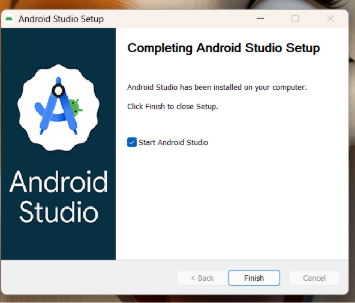 Android Studio Setup
Completing Android Studio Setup
Android Studio has been installed on your computer.
Click Finish to close Setup.
Start Android Studio
Android
Studio
< Back
Finish
Cancel